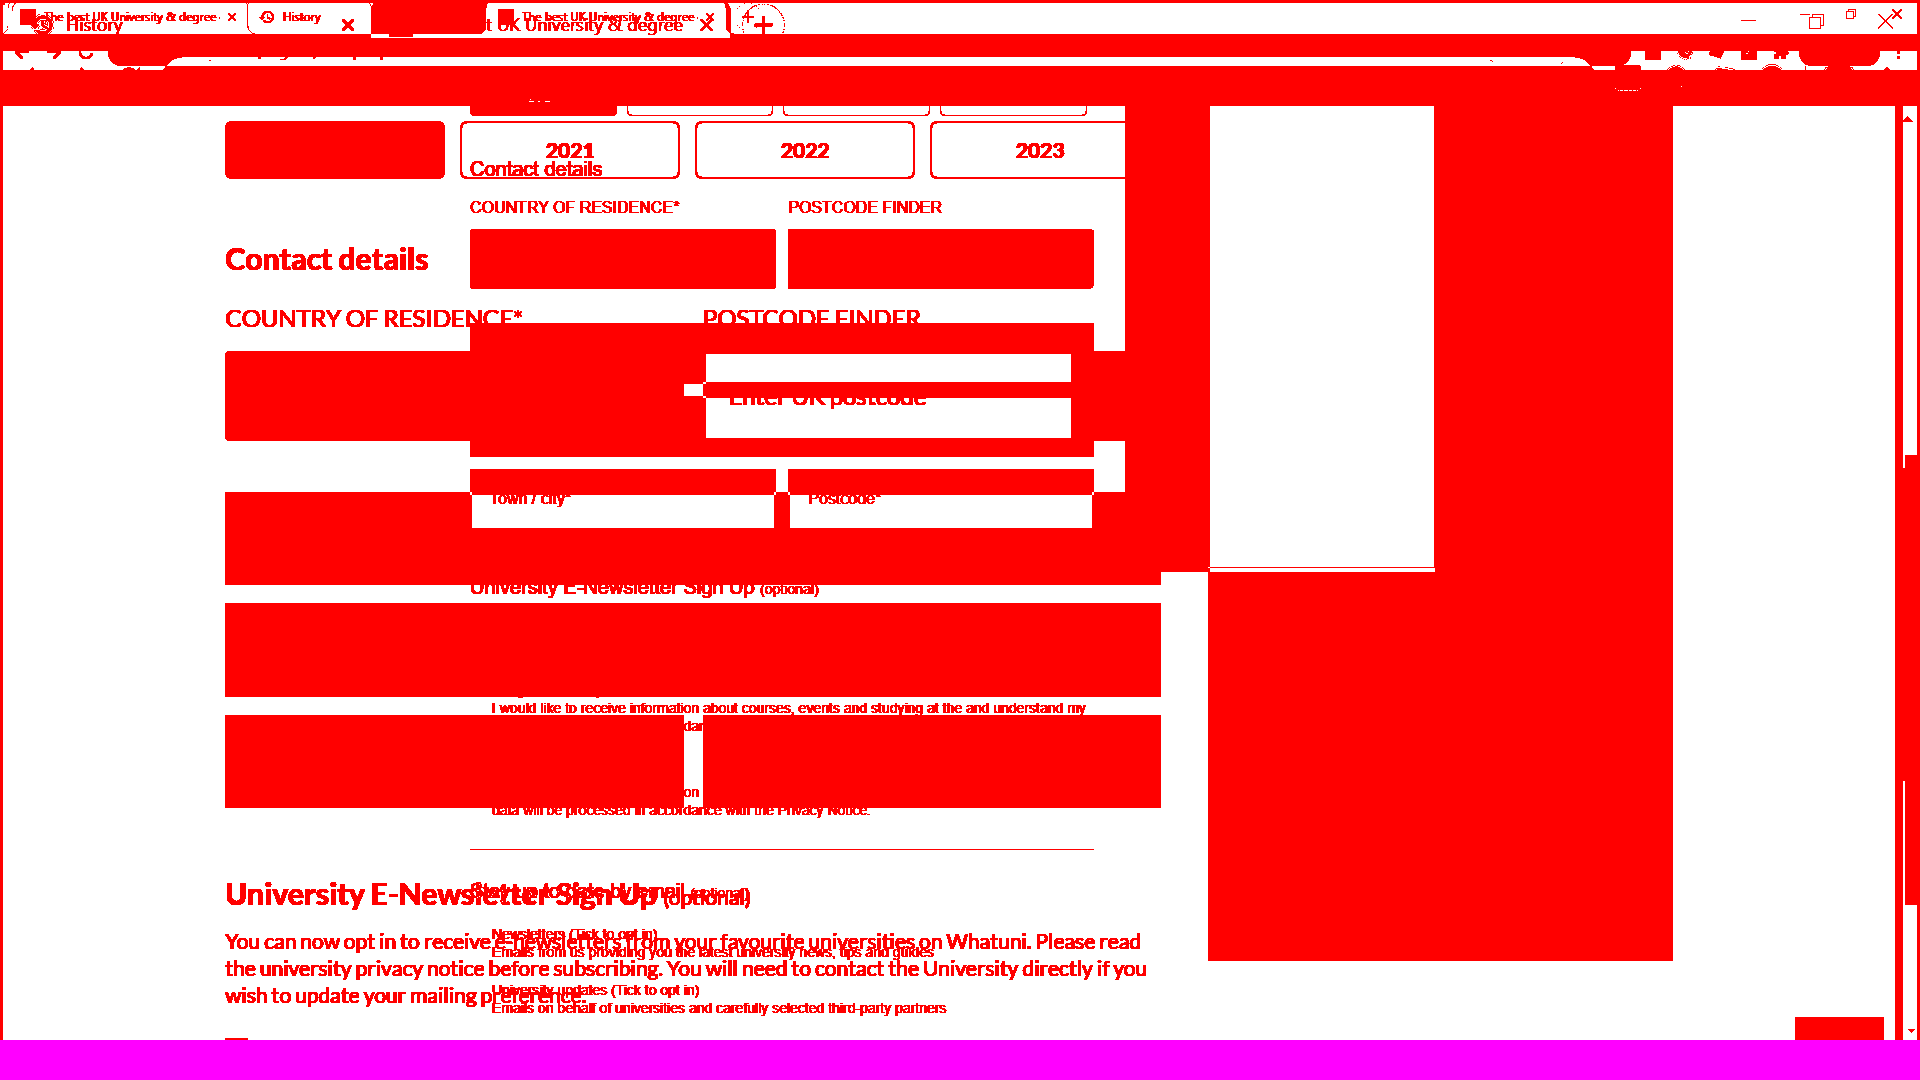 The best UK University & degree
History
The best UK University & degree
History
t UK University & degree
2021
2022
2023
Contact details
COUNTRY OF RESIDENCE*
POSTCODE FINDER
Contact details
COUNTRY OF RESIDENCE*
POSTCODE FINDER
Enter UK postcode
Town / city*
Postcode*
University E-Newsletter Sign Up (optional)
I would like to receive information about courses, events and studying at the and understand my
on
data will be processed in accordance with the Privacy Notice.
University E-Newsletter Sign Up (optional)
Stay up to date by email (optional)
Newsletters (Tick to opt in)
You can now opt in to receive e-newsletters from your favourite universities on Whatuni. Please read
Emails from us providing you the latest university news, tips and guides
the university privacy notice before subscribing. You will need to contact the University directly if you
University updates (Tick to opt in)
wish to update your mailing preference.
Emails on behalf of universities and carefully selected third-party partners